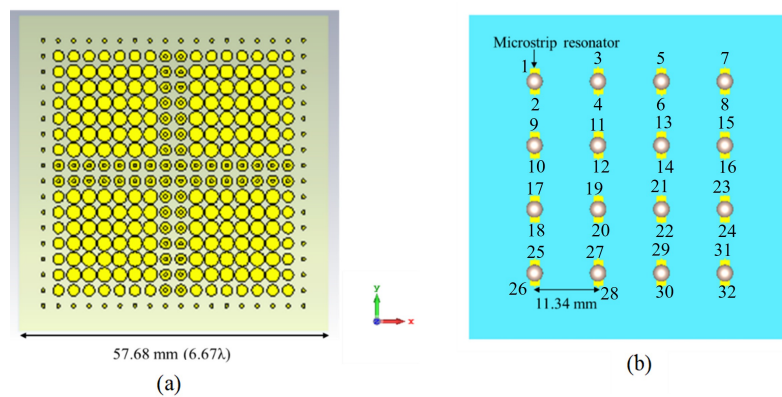 57.68 mm (6.67λ)
(a)
y
x
Microstrip resonator
1 3 5 7
2 4 6 8
9 11 13 15
10 12 14 16
17 19 21 23
18 20 22 24
25 27 29 31
26 28 30 32
11.34 mm
(b)